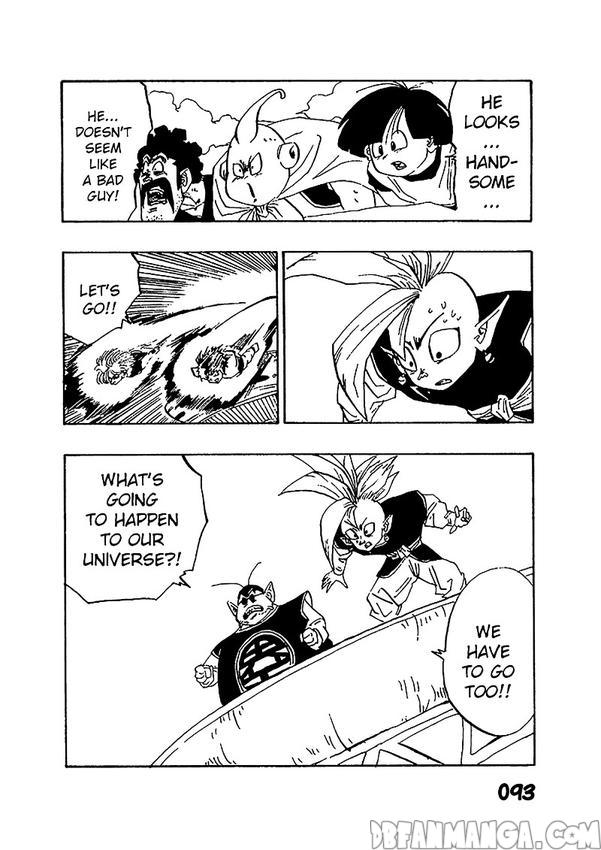 HE
LOOKS
...
HAND-
SOME
...
HE...
DOESN'T
SEEM
LIKE
A BAD
GUY!
LET'S
GO!!
WHAT'S
GOING
TO HAPPEN
TO OUR
UNIVERSE?!
WE
HAVE
TO GO
TOO!!
093
DBFANMANGA.COM